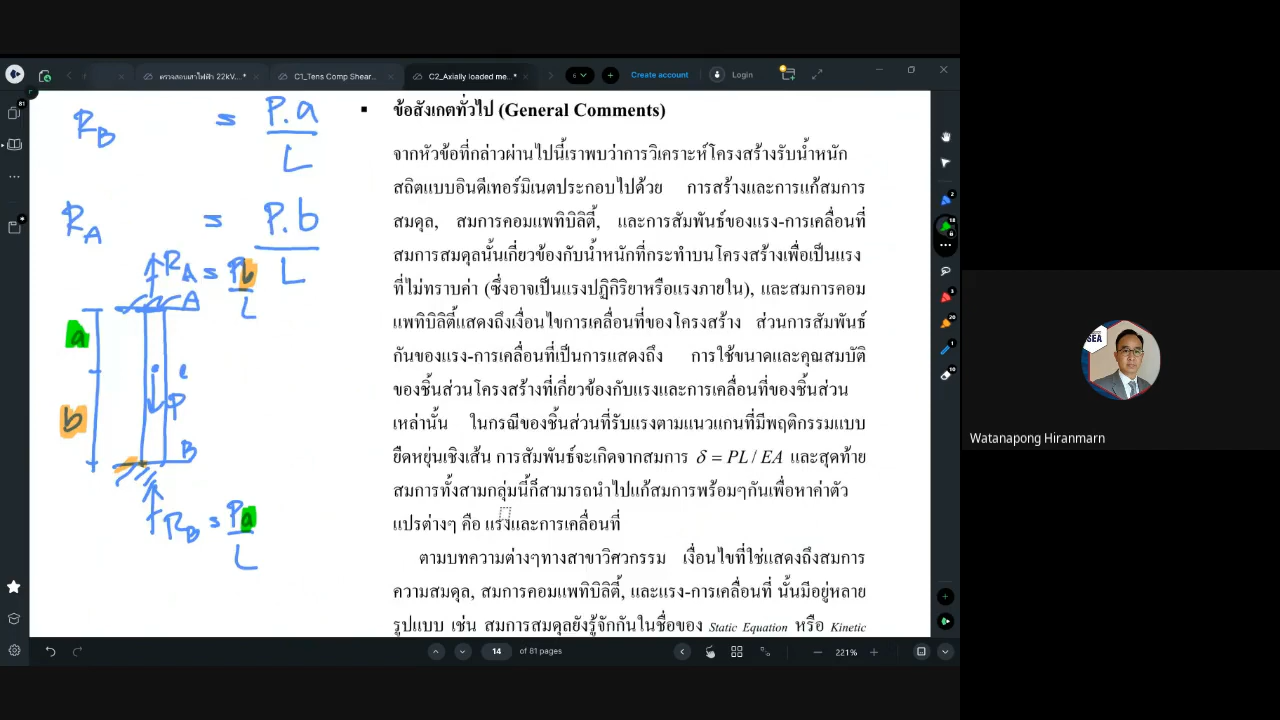 ตรวจสอบเสาไฟฟ้า 22kV...*
C1_Tens Comp Shear...
C2_Axially loaded me...*
Create account
Login
81
R_B = P.a / L
R_A = P.b / L
R_A = Pb / L
A
a
c
b
P
B
R_B = Pa / L
▪ ข้อสังเกตทั่วไป (General Comments)
จากหัวข้อที่กล่าวผ่านไปนี้เราพบว่าการวิเคราะห์โครงสร้างรับน้ำหนัก
สถิตแบบอินดีเทอร์มิเนตประกอบไปด้วย การสร้างและการแก้สมการ
สมดุล, สมการคอมแพทิบิลิตี้, และการสัมพันธ์ของแรง-การเคลื่อนที่
สมการสมดุลนั้นเกี่ยวข้องกับน้ำหนักที่กระทำบนโครงสร้างเพื่อเป็นแรง
ที่ไม่ทราบค่า (ซึ่งอาจเป็นแรงปฏิกิริยาหรือแรงภายใน), และสมการคอม
แพทิบิลิตี้แสดงถึงเงื่อนไขการเคลื่อนที่ของโครงสร้าง ส่วนการสัมพันธ์
กันของแรง-การเคลื่อนที่เป็นการแสดงถึง การใช้ขนาดและคุณสมบัติ
ของชิ้นส่วนโครงสร้างที่เกี่ยวข้องกับแรงและการเคลื่อนที่ของชิ้นส่วน
เหล่านั้น ในกรณีของชิ้นส่วนที่รับแรงตามแนวแกนที่มีพฤติกรรมแบบ
ยืดหยุ่นเชิงเส้น การสัมพันธ์จะเกิดจากสมการ δ = PL / EA และสุดท้าย
สมการทั้งสามกลุ่มนี้ก็สามารถนำไปแก้สมการพร้อมๆกันเพื่อหาค่าตัว
แปรต่างๆ คือ แรงและการเคลื่อนที่
ตามบทความต่างๆทางสาขาวิศวกรรม เงื่อนไขที่ใช่แสดงถึงสมการ
ความสมดุล, สมการคอมแพทิบิลิตี้, และแรง-การเคลื่อนที่ นั้นมีอยู่หลาย
รูปแบบ เช่น สมการสมดุลยังรู้จักกันในชื่อของ Static Equation หรือ Kinetic
14 of 81 pages
221%
SEA
Watanapong Hiranmarn